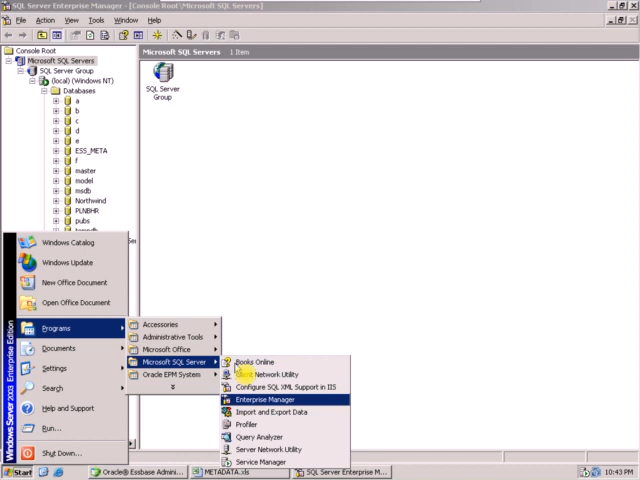 SQL Server Enterprise Manager - [Console Root\Microsoft SQL Servers]
File Action View Tools Window Help
Console Root
Microsoft SQL Servers
SQL Server Group
(local) (Windows NT)
Databases
a
b
c
d
e
ESS_META
f
master
model
msdb
Northwind
PLNBHR
pubs
tempdb
Microsoft SQL Servers 1 Item
SQL Server
Group
Windows Server 2003 Enterprise Edition
Windows Catalog
Windows Update
New Office Document
Open Office Document
Programs
Documents
Settings
Search
Help and Support
Run...
Shut Down...
Accessories
Administrative Tools
Microsoft Office
Microsoft SQL Server
Oracle EPM System
Books Online
Client Network Utility
Configure SQL XML Support in IIS
Enterprise Manager
Import and Export Data
Profiler
Query Analyzer
Server Network Utility
Service Manager
Start
Oracle® Essbase Admini...
METADATA.xls
SQL Server Enterprise M...
10:43 PM